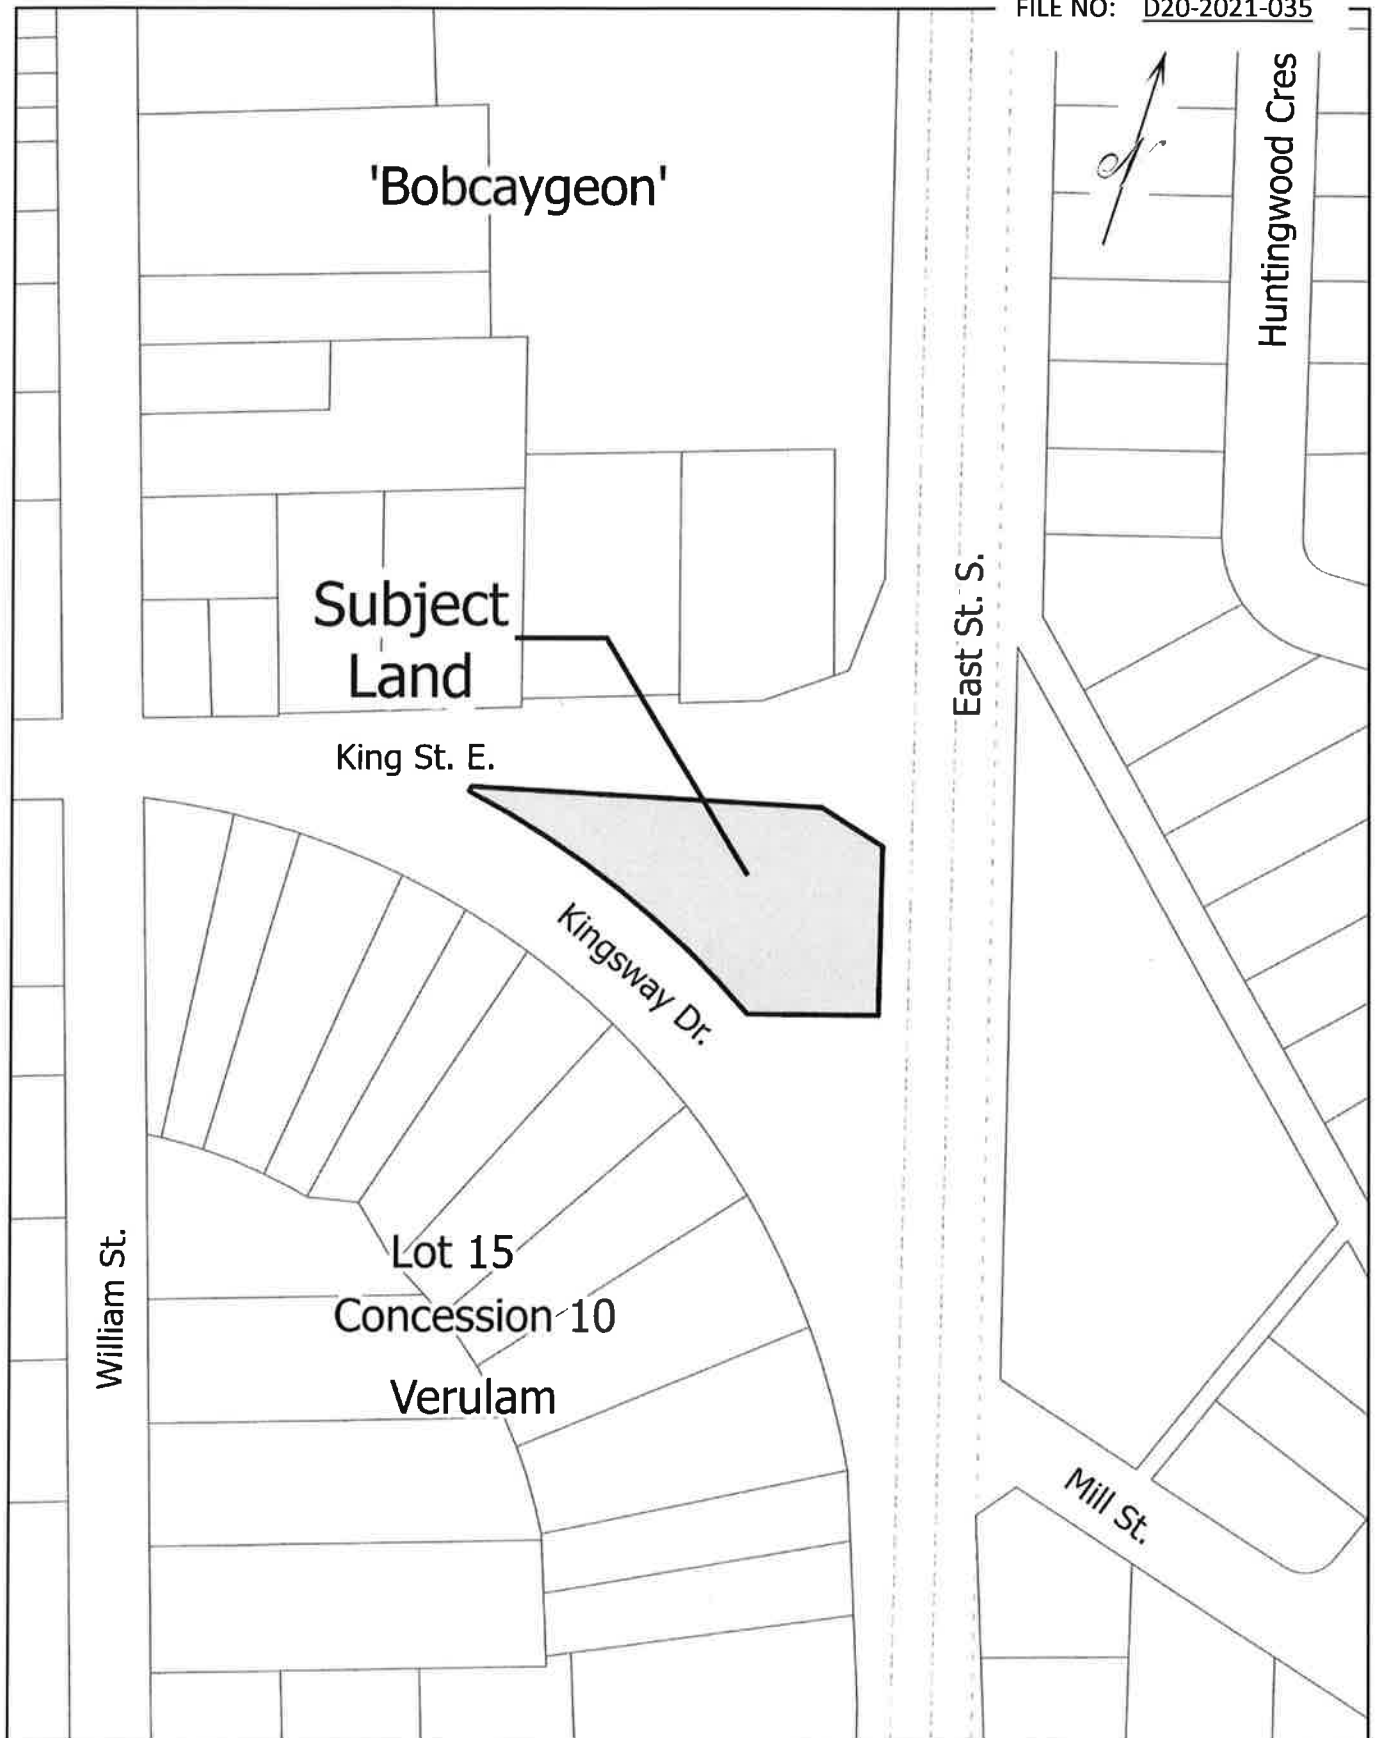 FILE NO: D20-2021-035
Huntingwood Cres
'Bobcaygeon'
East St. S.
Subject
Land
King St. E.
Kingsway Dr.
William St.
Lot 15
Concession 10
Verulam
Mill St.